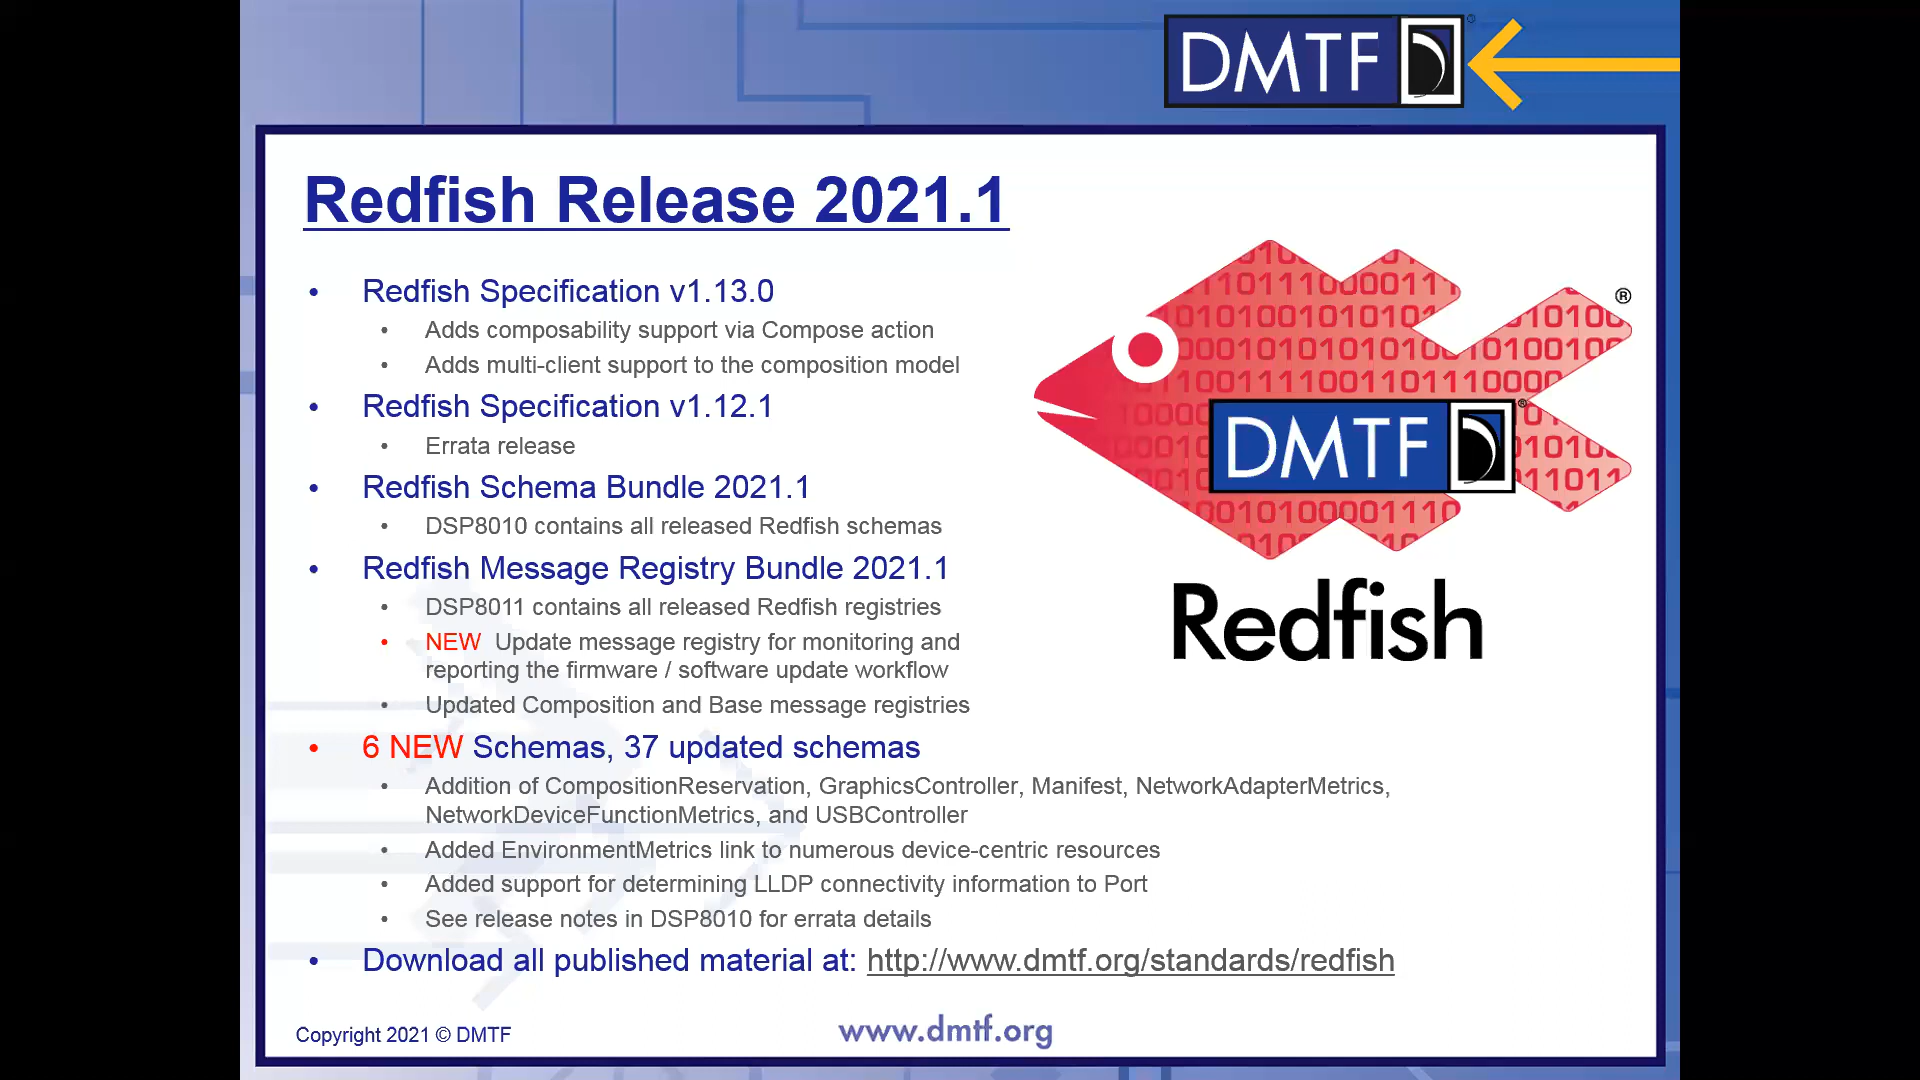 DMTF
Redfish Release 2021.1
• Redfish Specification v1.13.0
• Adds composability support via Compose action
• Adds multi-client support to the composition model
• Redfish Specification v1.12.1
• Errata release
• Redfish Schema Bundle 2021.1
• DSP8010 contains all released Redfish schemas
• Redfish Message Registry Bundle 2021.1
• DSP8011 contains all released Redfish registries
• NEW Update message registry for monitoring and
reporting the firmware / software update workflow
• Updated Composition and Base message registries
• 6 NEW Schemas, 37 updated schemas
• Addition of CompositionReservation, GraphicsController, Manifest, NetworkAdapterMetrics,
NetworkDeviceFunctionMetrics, and USBController
• Added EnvironmentMetrics link to numerous device-centric resources
• Added support for determining LLDP connectivity information to Port
• See release notes in DSP8010 for errata details
• Download all published material at: http://www.dmtf.org/standards/redfish
®
DMTF ®
Redfish
Copyright 2021 © DMTF
www.dmtf.org